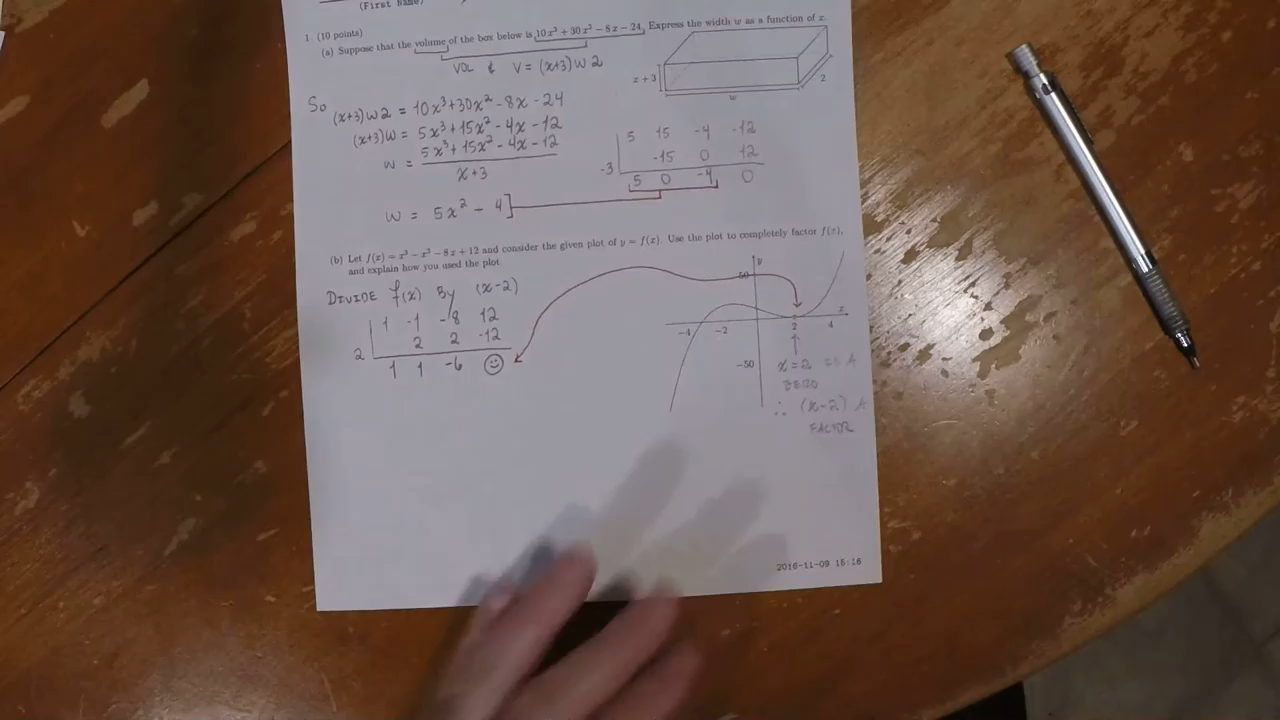 (First Name)
1. (10 points)
(a) Suppose that the volume of the box below is 10x³ + 30x² − 8x − 24. Express the width w as a function of x.
VOL & V = (x+3) W 2
x + 3
2
w
So (x+3) W 2 = 10x³+30x² - 8x - 24
(x+3)W = 5x³+15x² - 4x - 12
W = 5x³+15x² - 4x - 12
x+3
5 15 -4 -12
-15 0 12
-3
5 0 -4 0
W = 5x² - 4
(b) Let f(x) = x³ − x² − 8x + 12 and consider the given plot of y = f(x). Use the plot to completely factor f(x),
and explain how you used the plot.
DIVIDE f(x) By (x-2)
1 -1 -8 12
2 2 -12
2
1 1 -6
y
50
x
−4 −2 2 4
−50
x=2 IS A
ZERO
∴ (x-2) A
FACTOR
2016-11-09 15:16